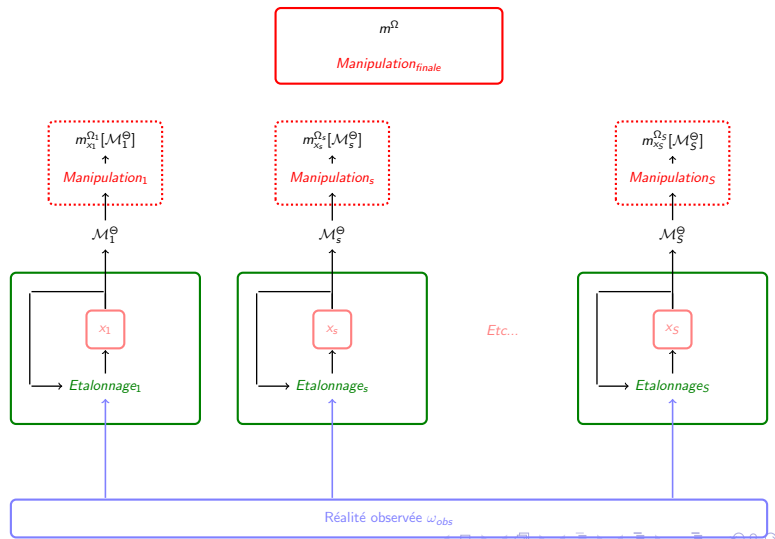 m^Ω
Manipulation_finale
m_{x_1}^{Ω_1}[ℳ_1^Θ] m_{x_s}^{Ω_s}[ℳ_s^Θ] m_{x_S}^{Ω_S}[ℳ_S^Θ]
Manipulation_1 Manipulation_s Manipulation_S
ℳ_1^Θ ℳ_s^Θ ℳ_S^Θ
x_1 x_s Etc... x_S
Etalonnage_1 Etalonnage_s Etalonnage_S
Réalité observée ω_obs